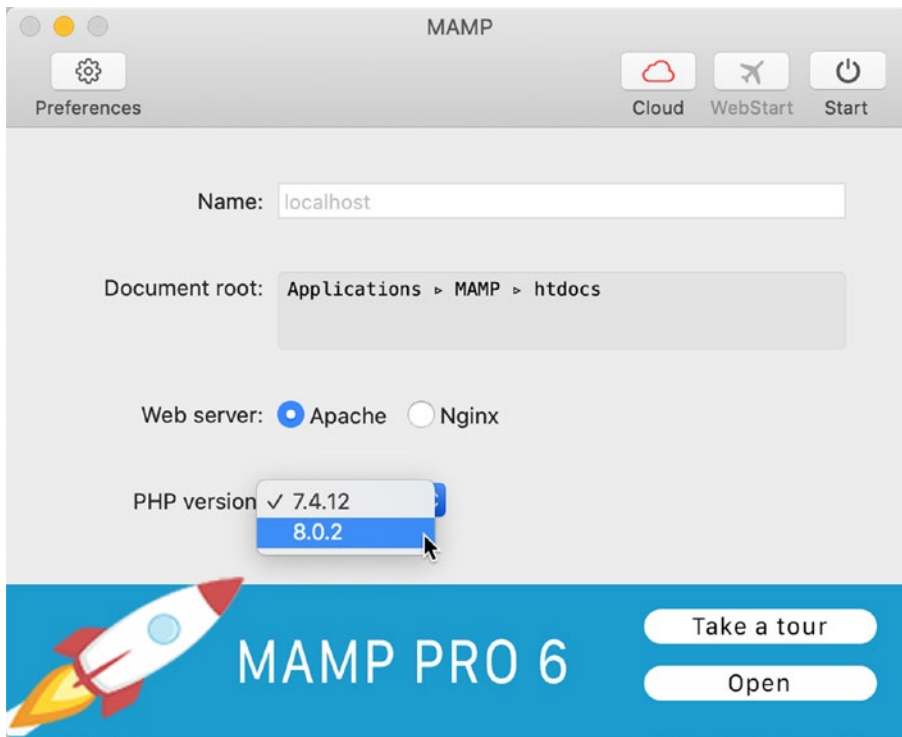 MAMP
Preferences
Cloud WebStart Start
Name: localhost
Document root: Applications ▹ MAMP ▹ htdocs
Web server: Apache Nginx
PHP version ✓ 7.4.12
8.0.2
MAMP PRO 6
Take a tour
Open